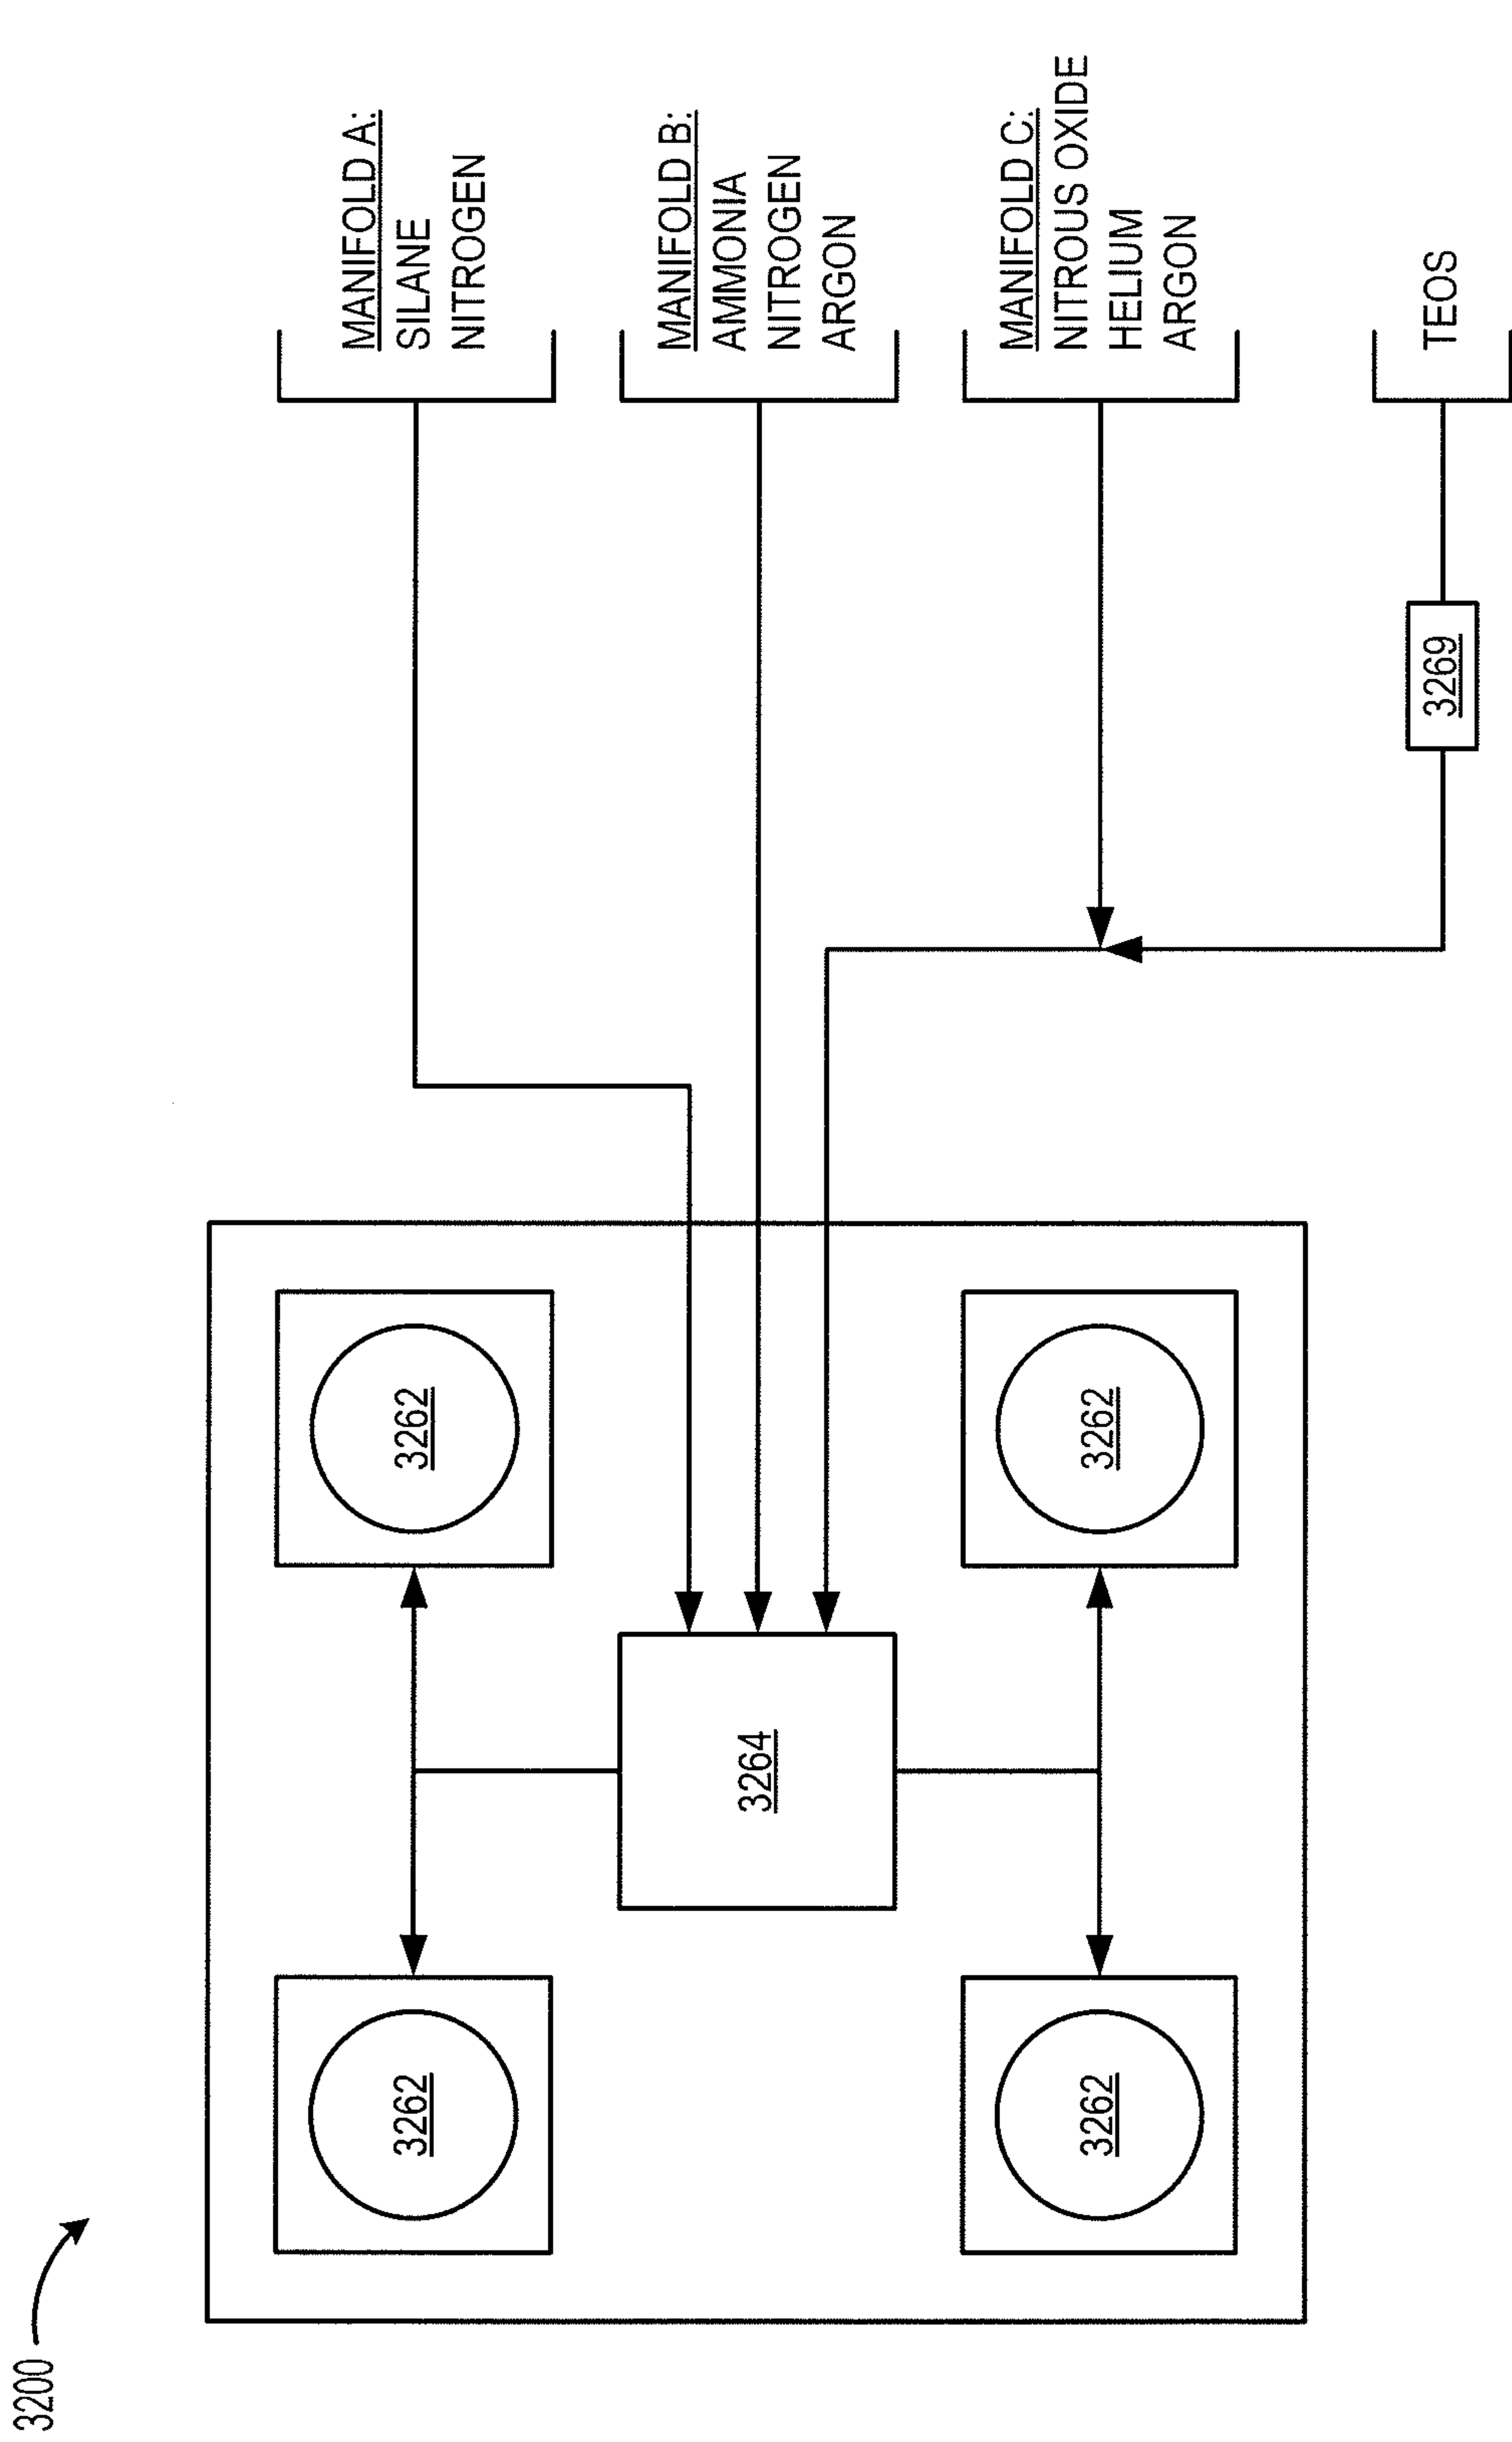 3200
3262
3262
3264
3262
3262
MANIFOLD A:
SILANE
NITROGEN
MANIFOLD B:
AMMONIA
NITROGEN
ARGON
MANIFOLD C:
NITROUS OXIDE
HELIUM
ARGON
3269
TEOS